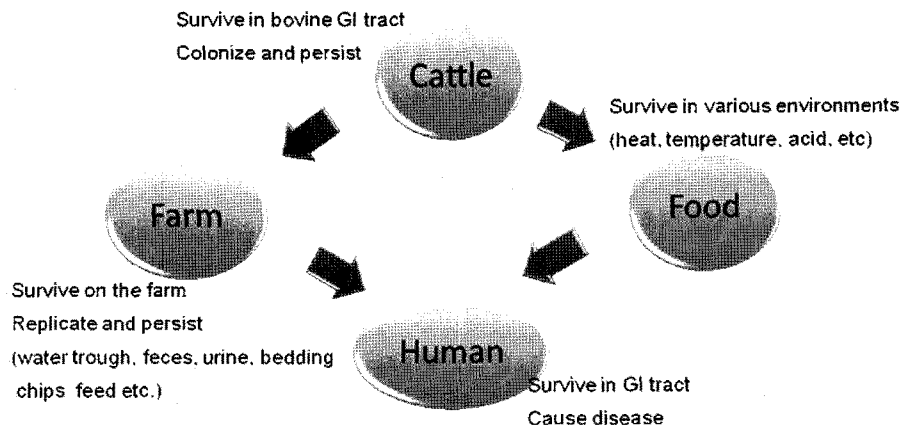 Survive in bovine GI tract
Colonize and persist
Cattle
Survive in various environments
(heat, temperature, acid, etc)
Farm
Food
Survive on the farm
Replicate and persist
(water trough, feces, urine, bedding
chips feed etc.)
Human
Survive in GI tract
Cause disease